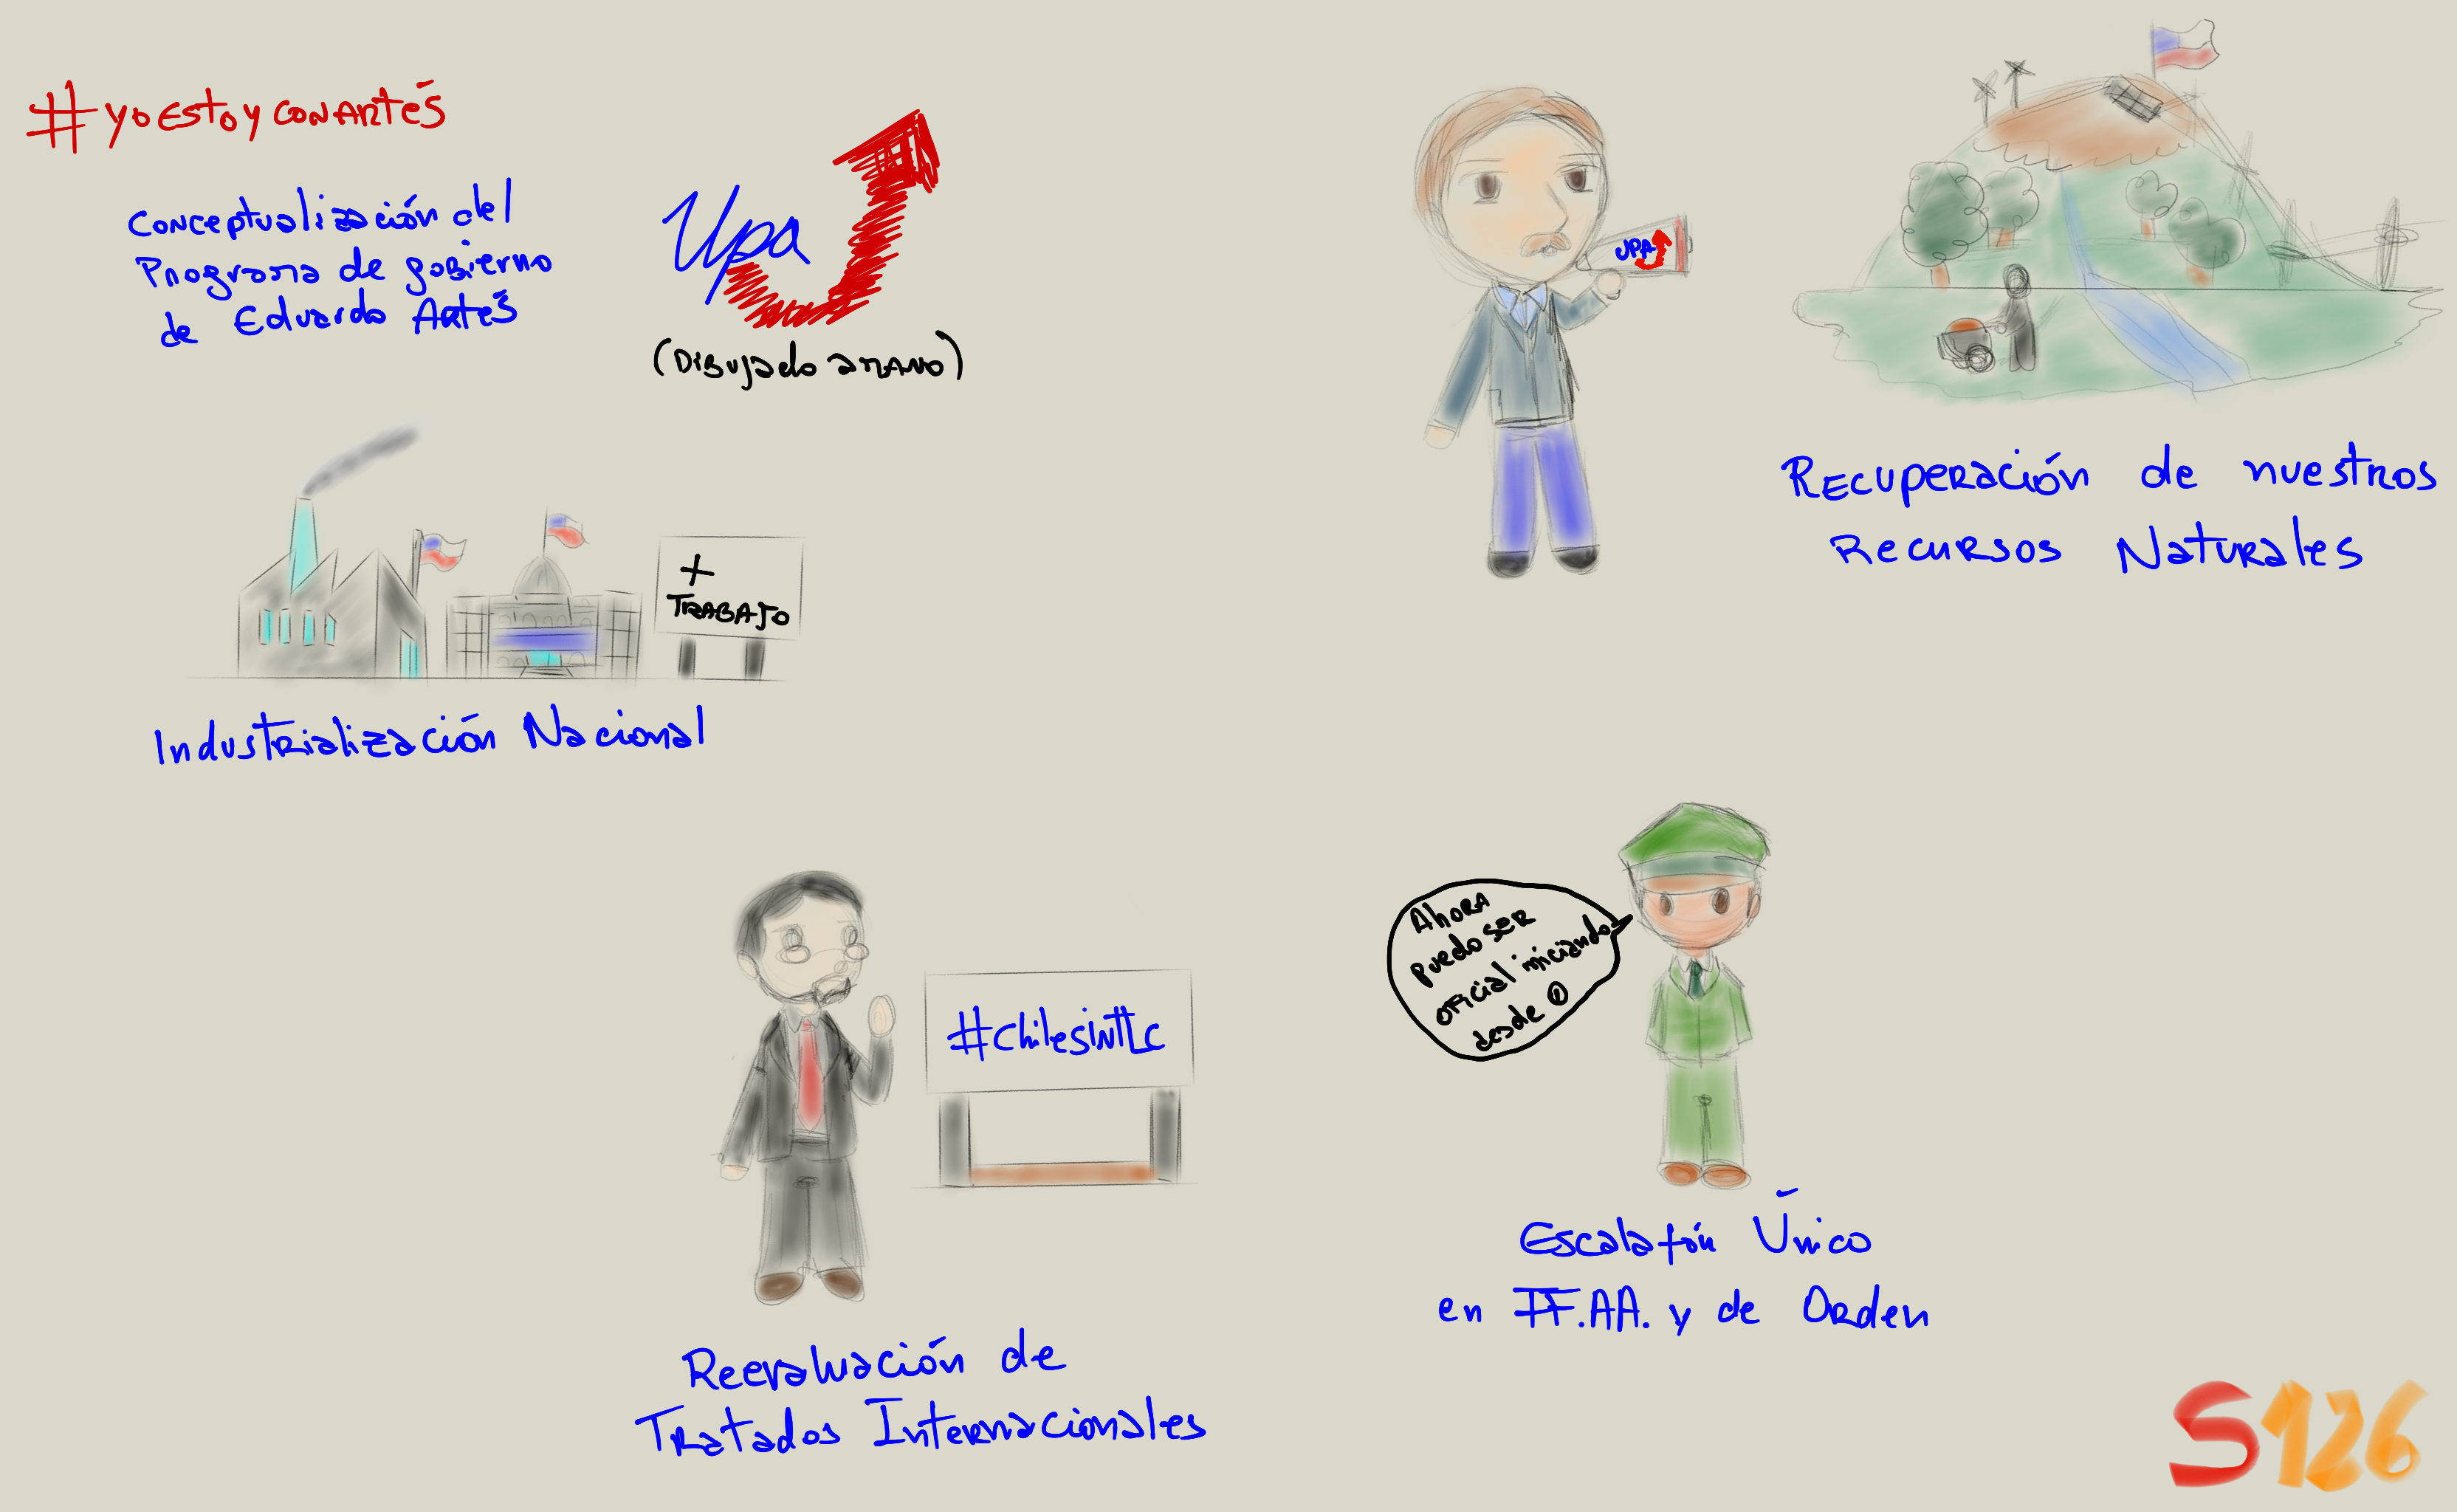 #yoestoyconArtés
Conceptualización del
Programa de gobierno
de Eduardo Artés
Upa
(Dibujado a mano)
UPA
Recuperación de nuestros
Recursos Naturales
+
TRABAJO
Industrialización Nacional
#ChilesinTLC
Reevaluación de
Tratados Internacionales
Ahora
puedo ser
oficial iniciando
desde 0
Escalafón Único
en FF.AA. y de Orden
S126